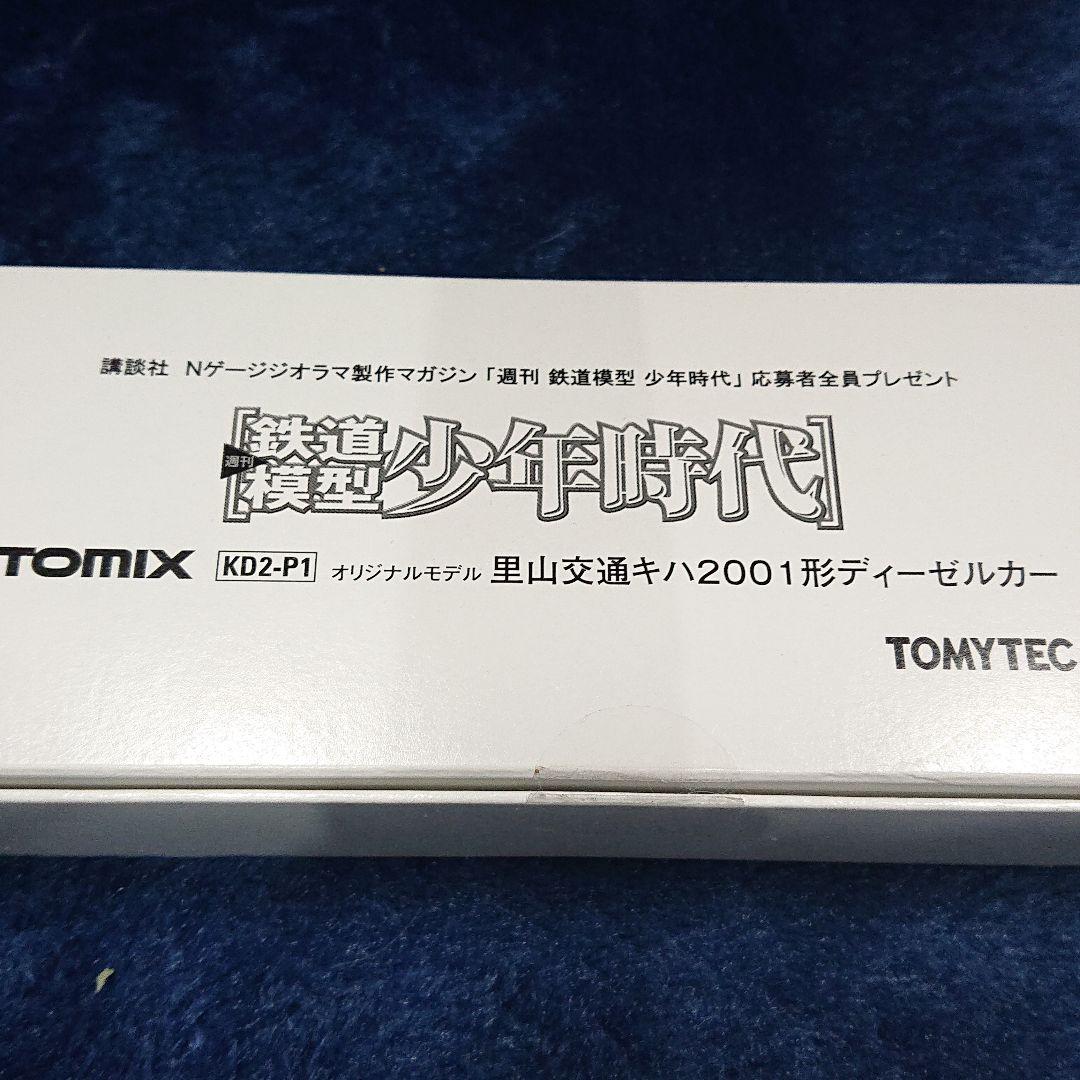 講談社 Nゲージジオラマ製作マガジン「週刊 鉄道模型 少年時代」応募者全員プレゼント
週刊 鉄道模型 少年時代
TOMIX KD2-P1 オリジナルモデル 里山交通キハ2001形ディーゼルカー
TOMYTEC